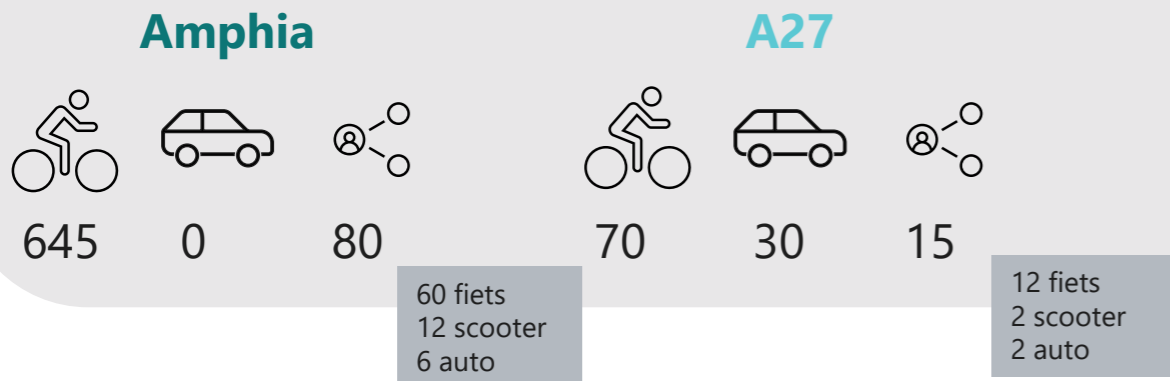 Amphia
645 0 80
60 fiets
12 scooter
6 auto
A27
70 30 15
12 fiets
2 scooter
2 auto